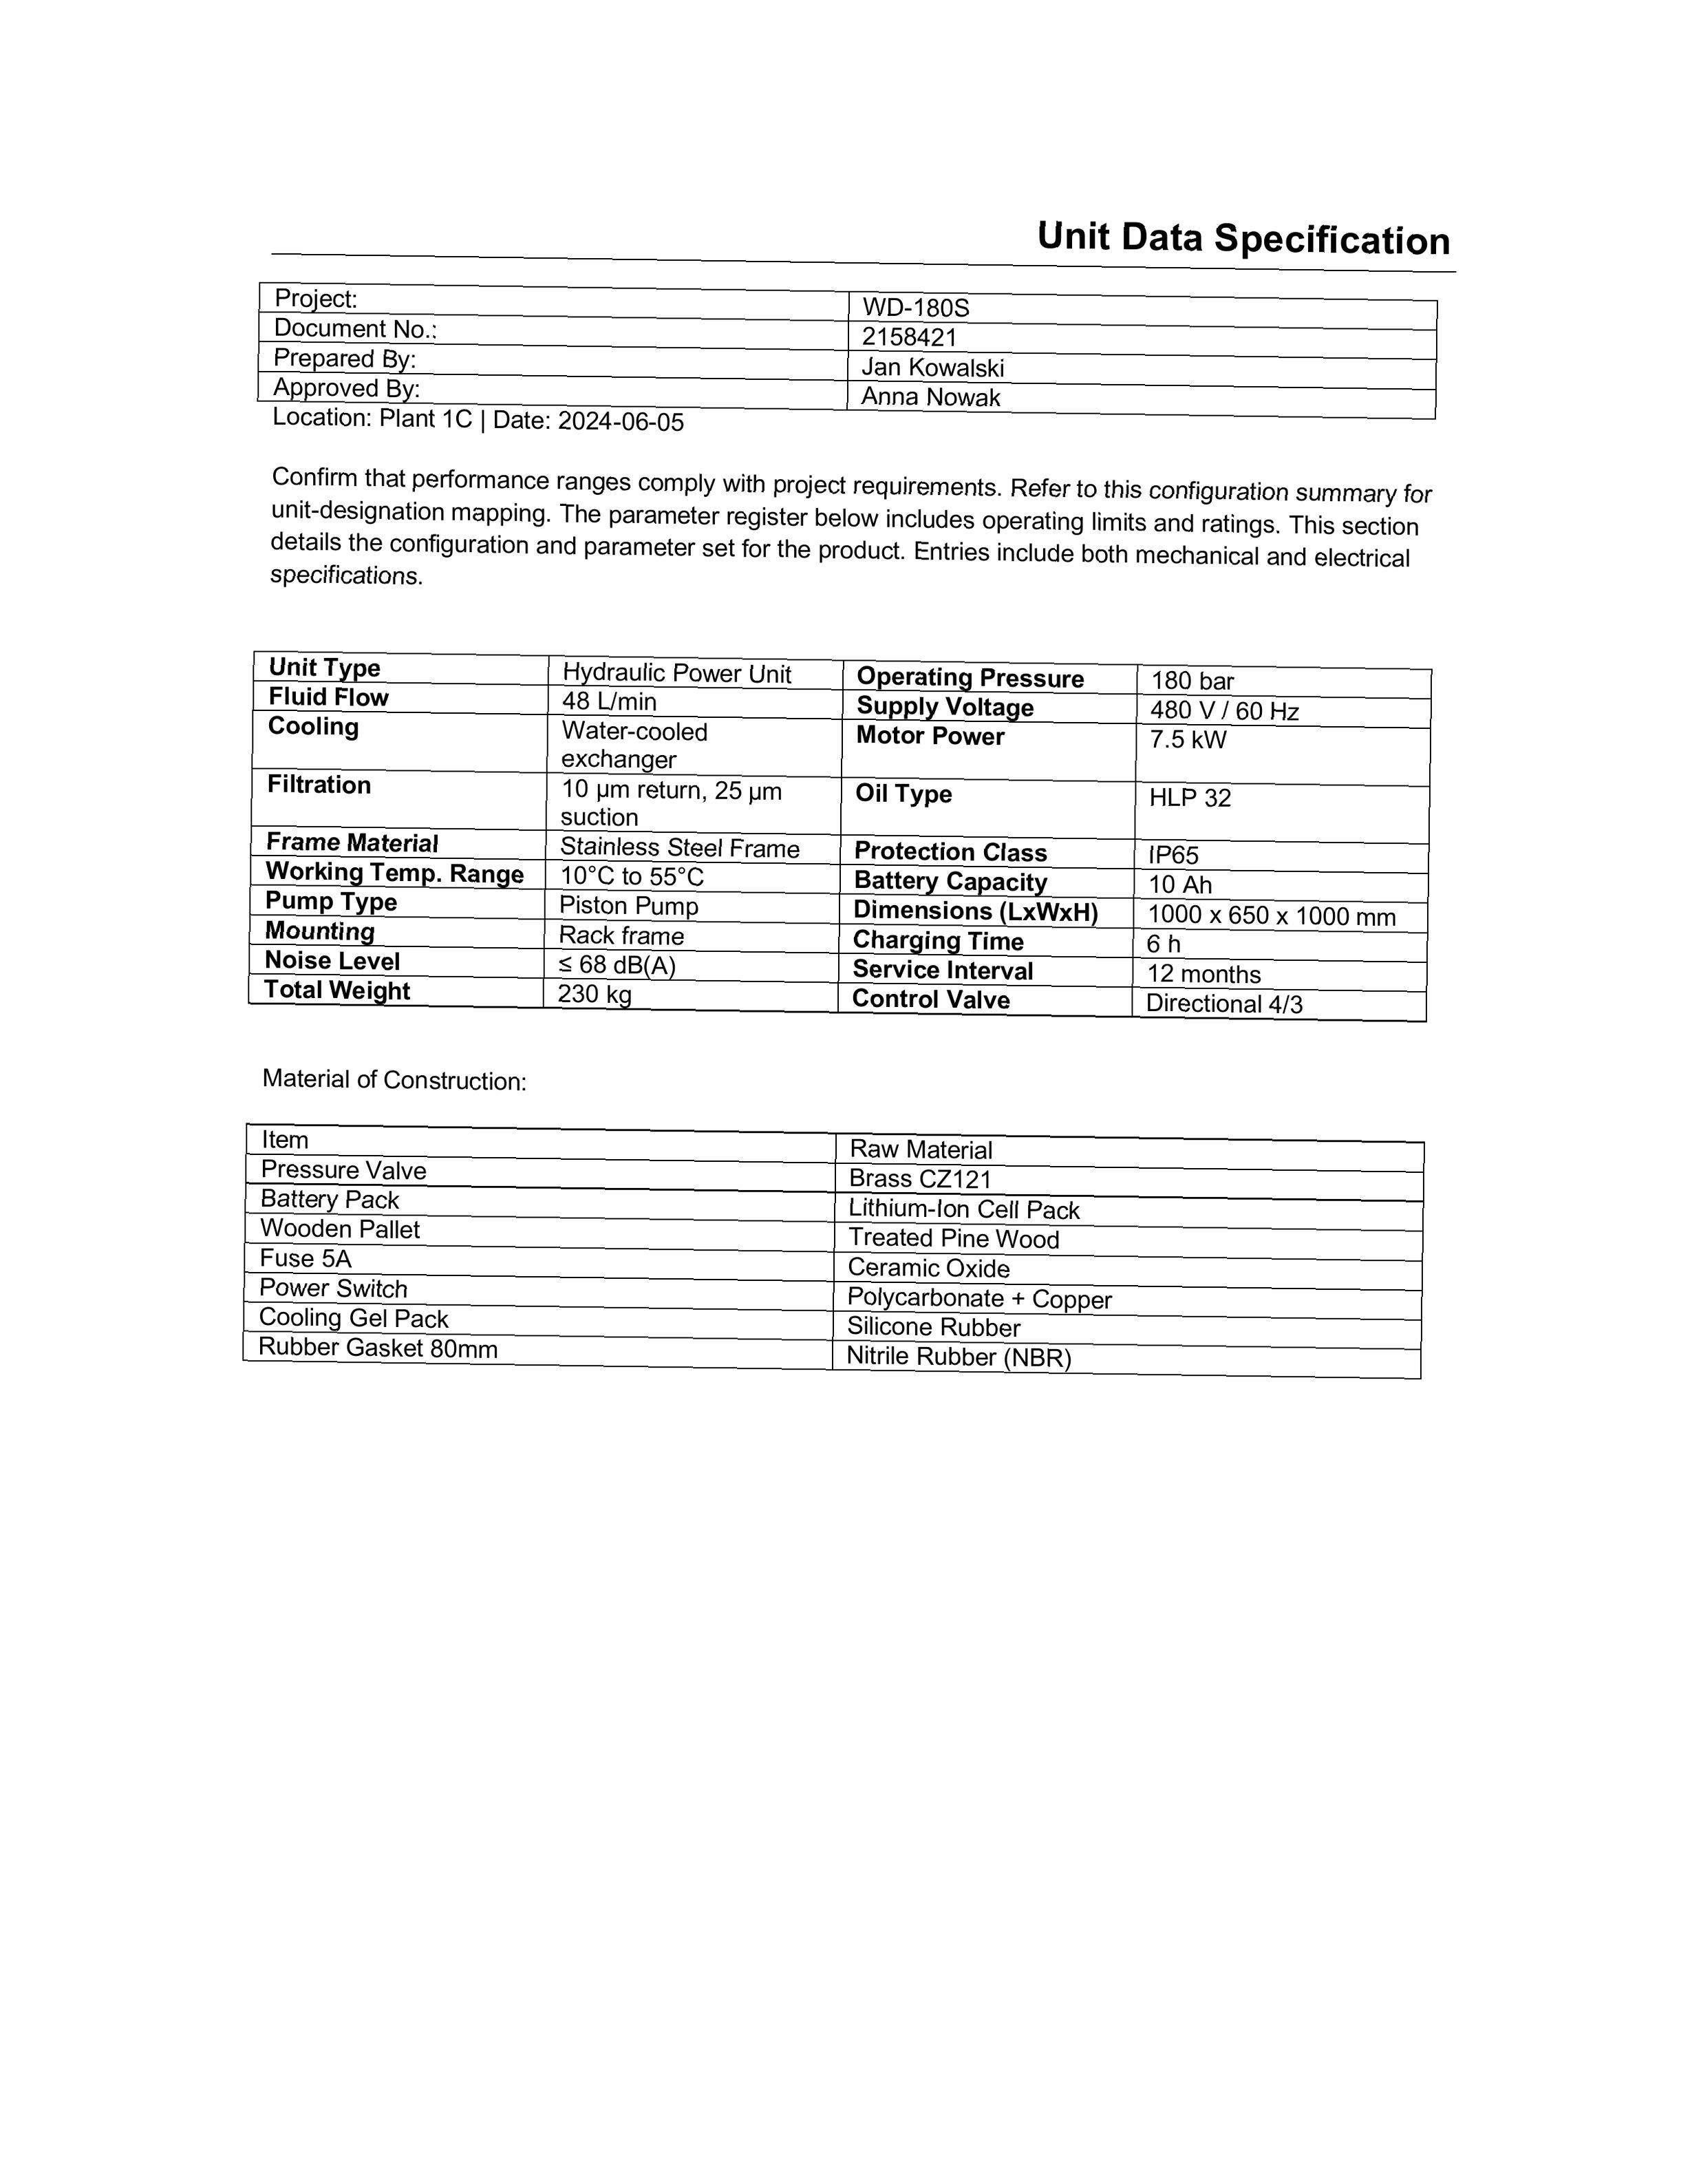 Unit Data Specification
Project: WD-180S
Document No.: 2158421
Prepared By: Jan Kowalski
Approved By: Anna Nowak
Location: Plant 1C | Date: 2024-06-05
Confirm that performance ranges comply with project requirements. Refer to this configuration summary for
unit-designation mapping. The parameter register below includes operating limits and ratings. This section
details the configuration and parameter set for the product. Entries include both mechanical and electrical
specifications.
Unit Type Hydraulic Power Unit Operating Pressure 180 bar
Fluid Flow 48 L/min Supply Voltage 480 V / 60 Hz
Cooling Water-cooled Motor Power 7.5 kW
exchanger
Filtration 10 µm return, 25 µm Oil Type HLP 32
suction
Frame Material Stainless Steel Frame Protection Class IP65
Working Temp. Range 10°C to 55°C Battery Capacity 10 Ah
Pump Type Piston Pump Dimensions (LxWxH) 1000 x 650 x 1000 mm
Mounting Rack frame Charging Time 6 h
Noise Level ≤ 68 dB(A) Service Interval 12 months
Total Weight 230 kg Control Valve Directional 4/3
Material of Construction:
Item Raw Material
Pressure Valve Brass CZ121
Battery Pack Lithium-Ion Cell Pack
Wooden Pallet Treated Pine Wood
Fuse 5A Ceramic Oxide
Power Switch Polycarbonate + Copper
Cooling Gel Pack Silicone Rubber
Rubber Gasket 80mm Nitrile Rubber (NBR)